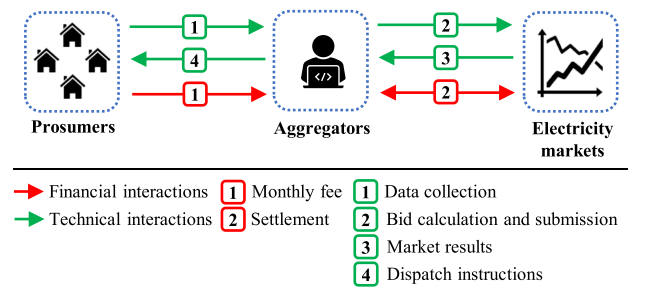 1 2
4 </> 3
1 2
Prosumers Aggregators Electricity
markets
Financial interactions 1 Monthly fee 1 Data collection
Technical interactions 2 Settlement 2 Bid calculation and submission
3 Market results
4 Dispatch instructions